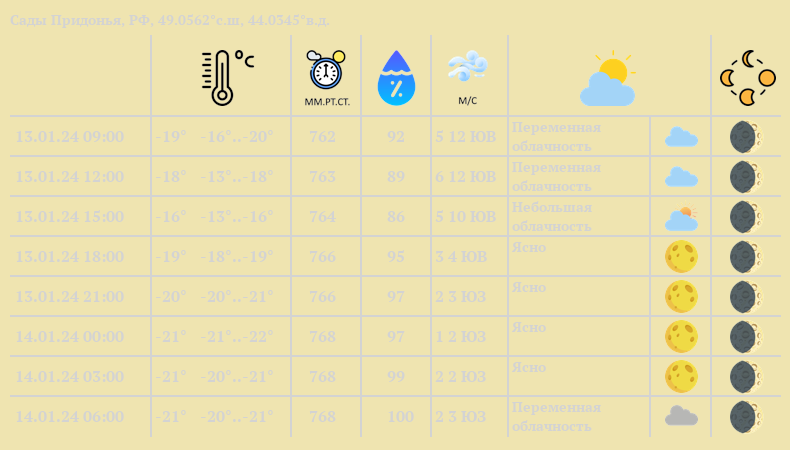 Сады Придонья, РФ, 49.0562°с.ш, 44.0345°в.д.
°C
ММ.РТ.СТ.
%
М/С
13.01.24 09:00 -19° -16°..-20° 762 92 5 12 ЮВ Переменная облачность
13.01.24 12:00 -18° -13°..-18° 763 89 6 12 ЮВ Переменная облачность
13.01.24 15:00 -16° -13°..-16° 764 86 5 10 ЮВ Небольшая облачность
13.01.24 18:00 -19° -18°..-19° 766 95 3 4 ЮВ Ясно
13.01.24 21:00 -20° -20°..-21° 766 97 2 3 ЮЗ Ясно
14.01.24 00:00 -21° -21°..-22° 768 97 1 2 ЮЗ Ясно
14.01.24 03:00 -21° -20°..-21° 768 99 2 2 ЮЗ Ясно
14.01.24 06:00 -21° -20°..-21° 768 100 2 3 ЮЗ Переменная облачность